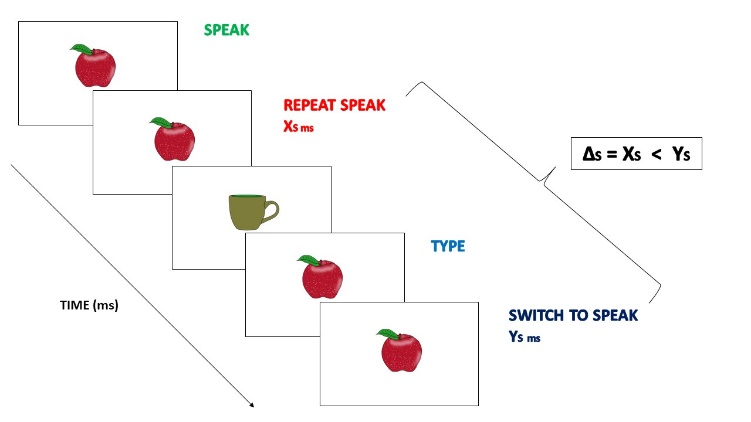 SPEAK
REPEAT SPEAK
Xs ms
Δs = Xs < Ys
TYPE
TIME (ms)
SWITCH TO SPEAK
Ys ms